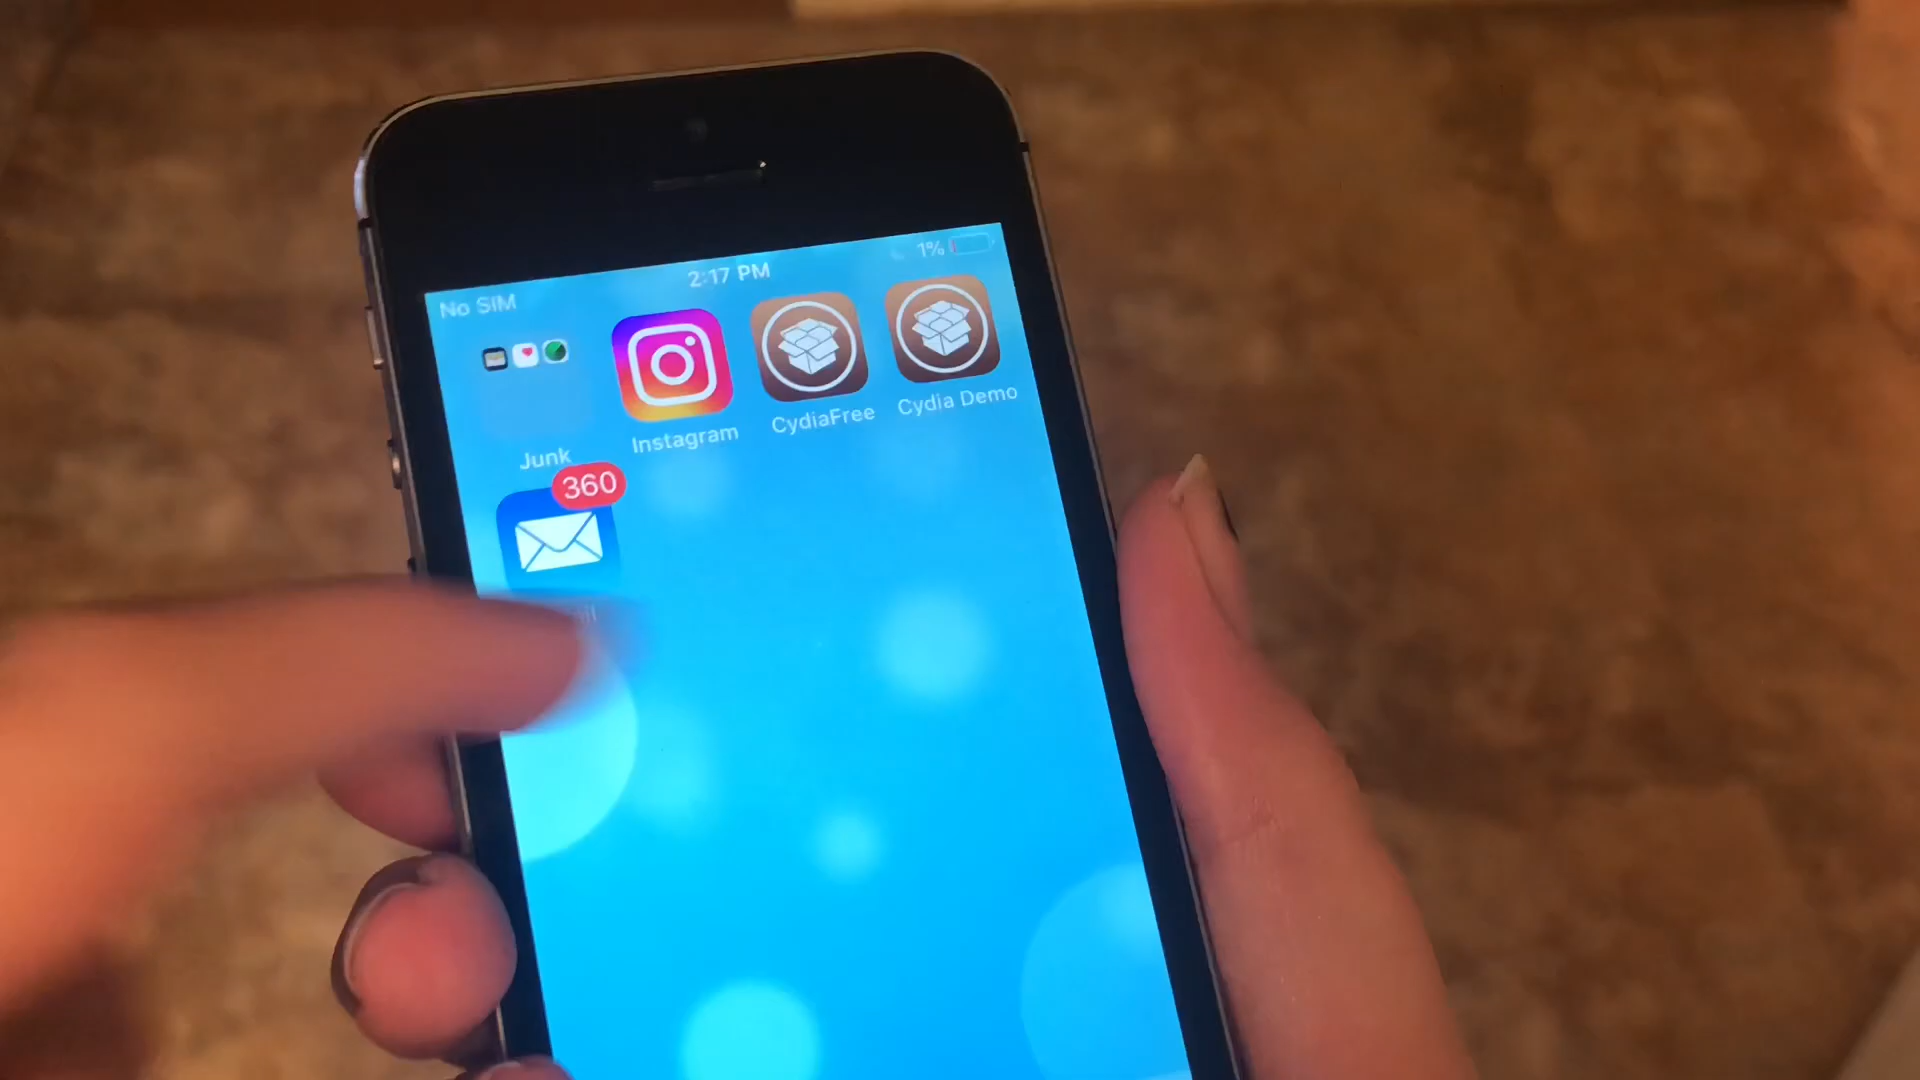 No SIM
2:17 PM
1%
Junk
Instagram
CydiaFree
Cydia Demo
360